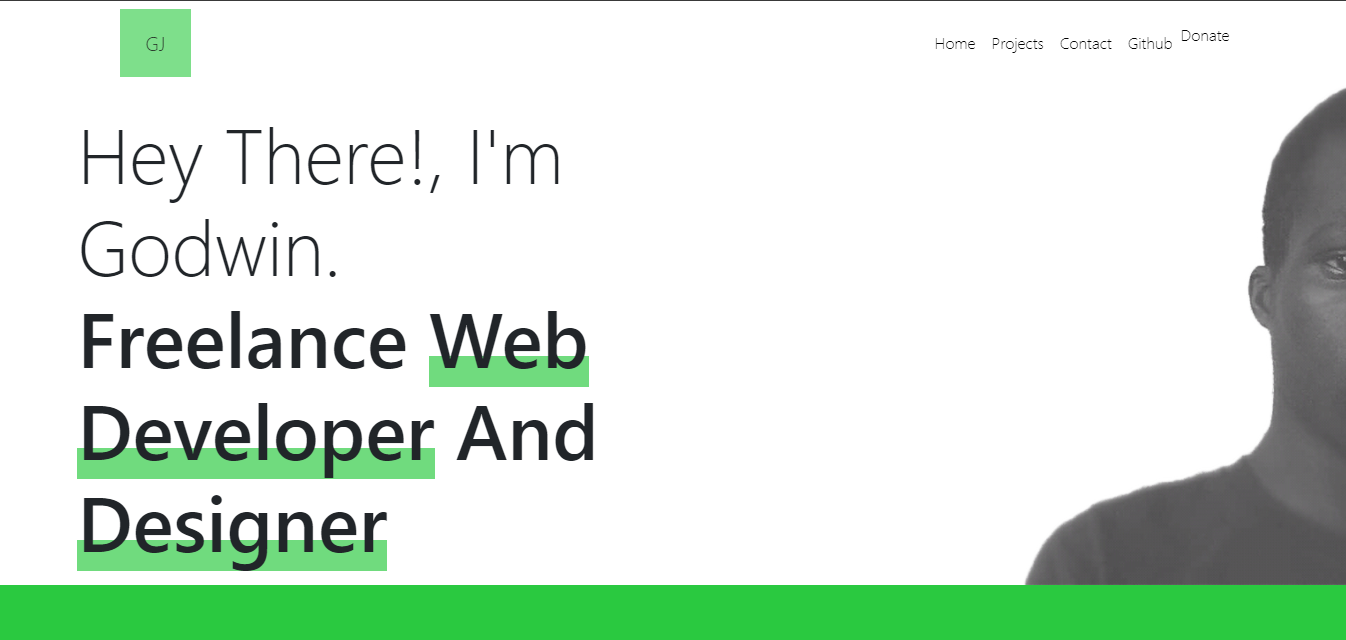 GJ
Home Projects Contact Github Donate
Hey There!, I'm
Godwin.
Freelance Web
Developer And
Designer